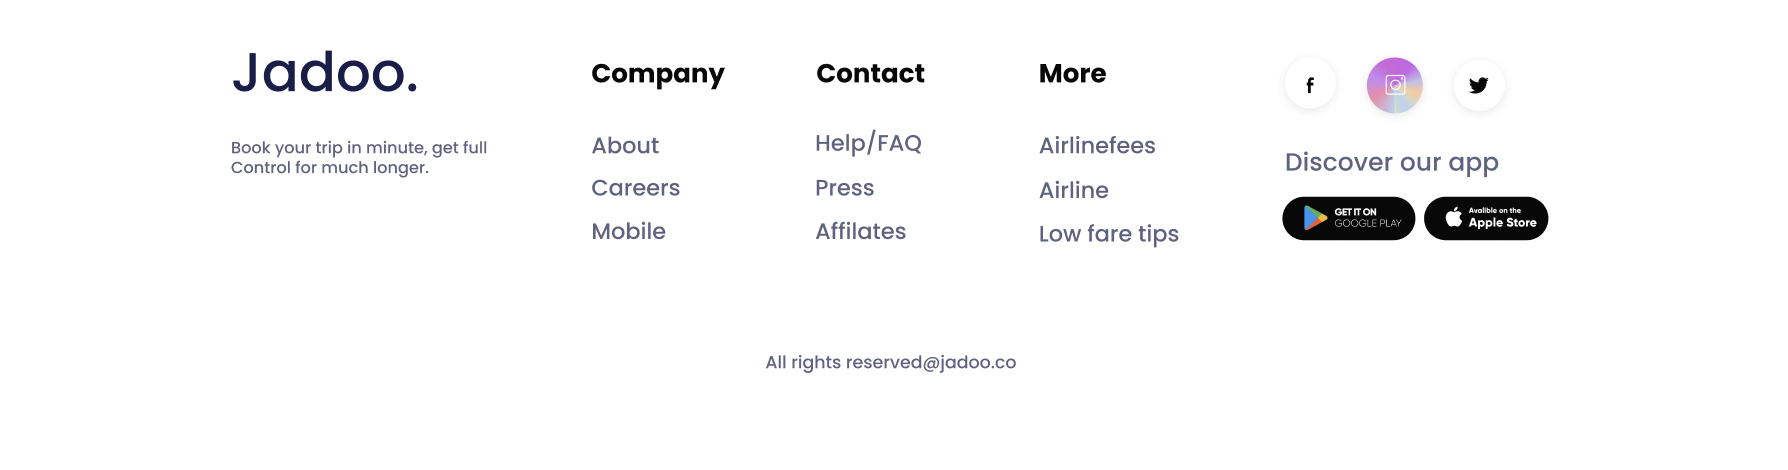 Jadoo.
Book your trip in minute, get full
Control for much longer.
Company
About
Careers
Mobile
Contact
Help/FAQ
Press
Affilates
More
Airlinefees
Airline
Low fare tips
f
Discover our app
GET IT ON
GOOGLE PLAY
Avalible on the
Apple Store
All rights reserved@jadoo.co